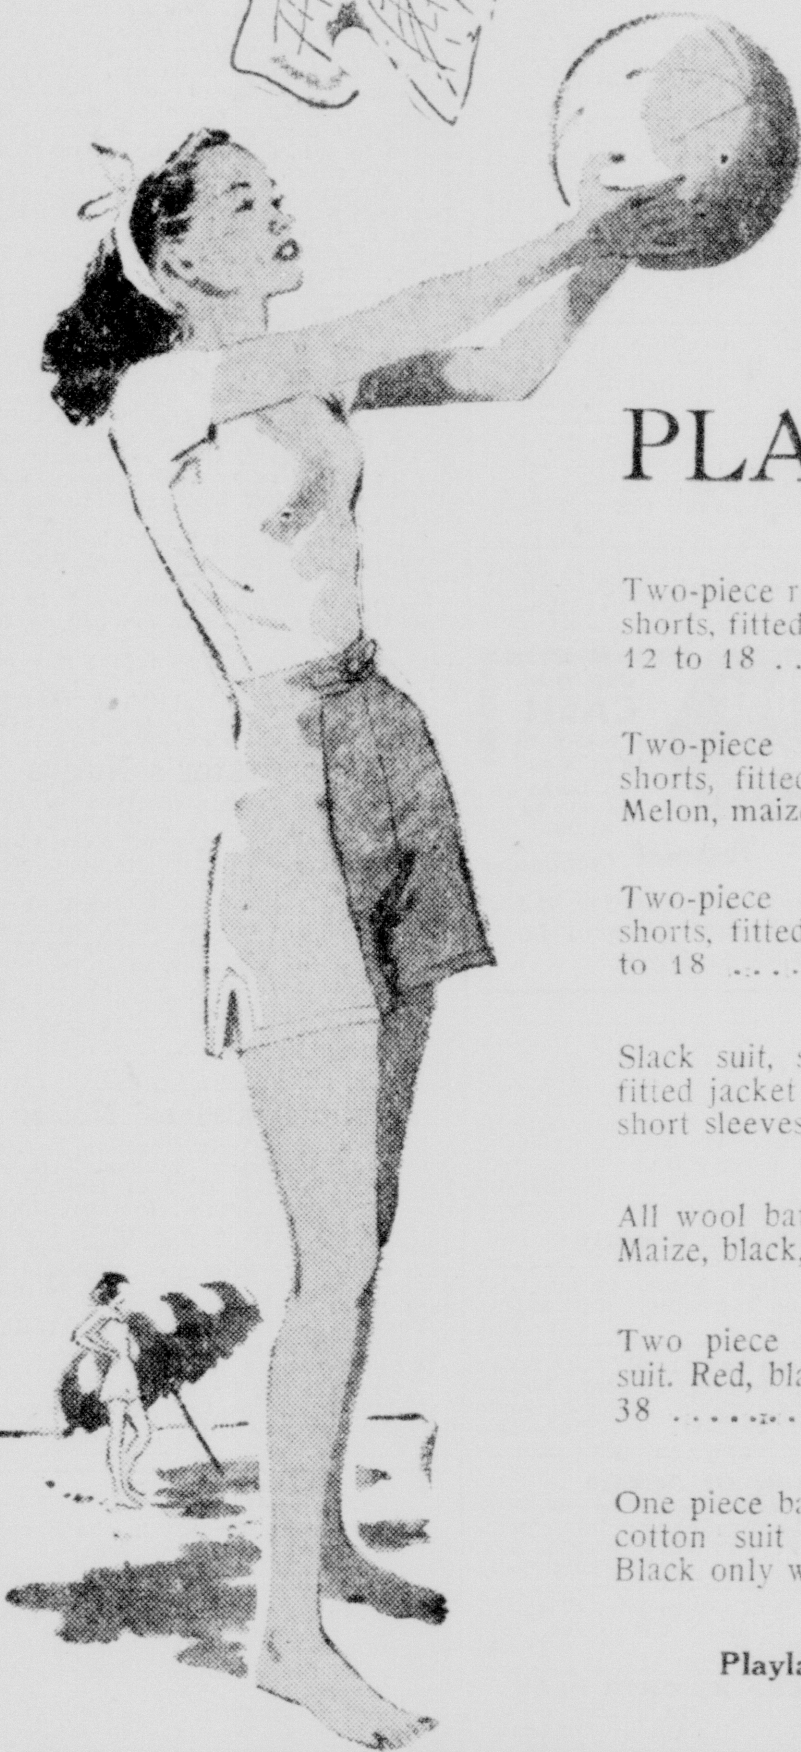 PLA
Two-piece r
shorts, fitted
12 to 18 ..
Two-piece
shorts, fitted
Melon, maiz
Two-piece
shorts, fitted
to 18 .....
Slack suit, s
fitted jacket
short sleeves
All wool ba
Maize, black,
Two piece
suit. Red, bla
38 ........
One piece ba
cotton suit
Black only w
Playla